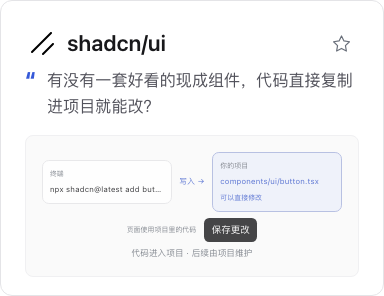 shadcn/ui
“ 有没有一套好看的现成组件，代码直接复制
进项目就能改？
终端
npx shadcn@latest add but...
写入 →
你的项目
components/ui/button.tsx
可以直接修改
页面使用项目里的代码
保存更改
代码进入项目 · 后续由项目维护